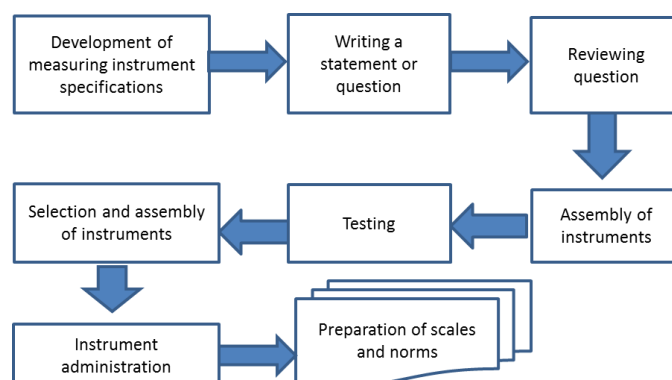 Development of
measuring instrument
specifications
Writing a
statement or
question
Reviewing
question
Assembly of
instruments
Testing
Selection and assembly
of instruments
Instrument
administration
Preparation of scales
and norms